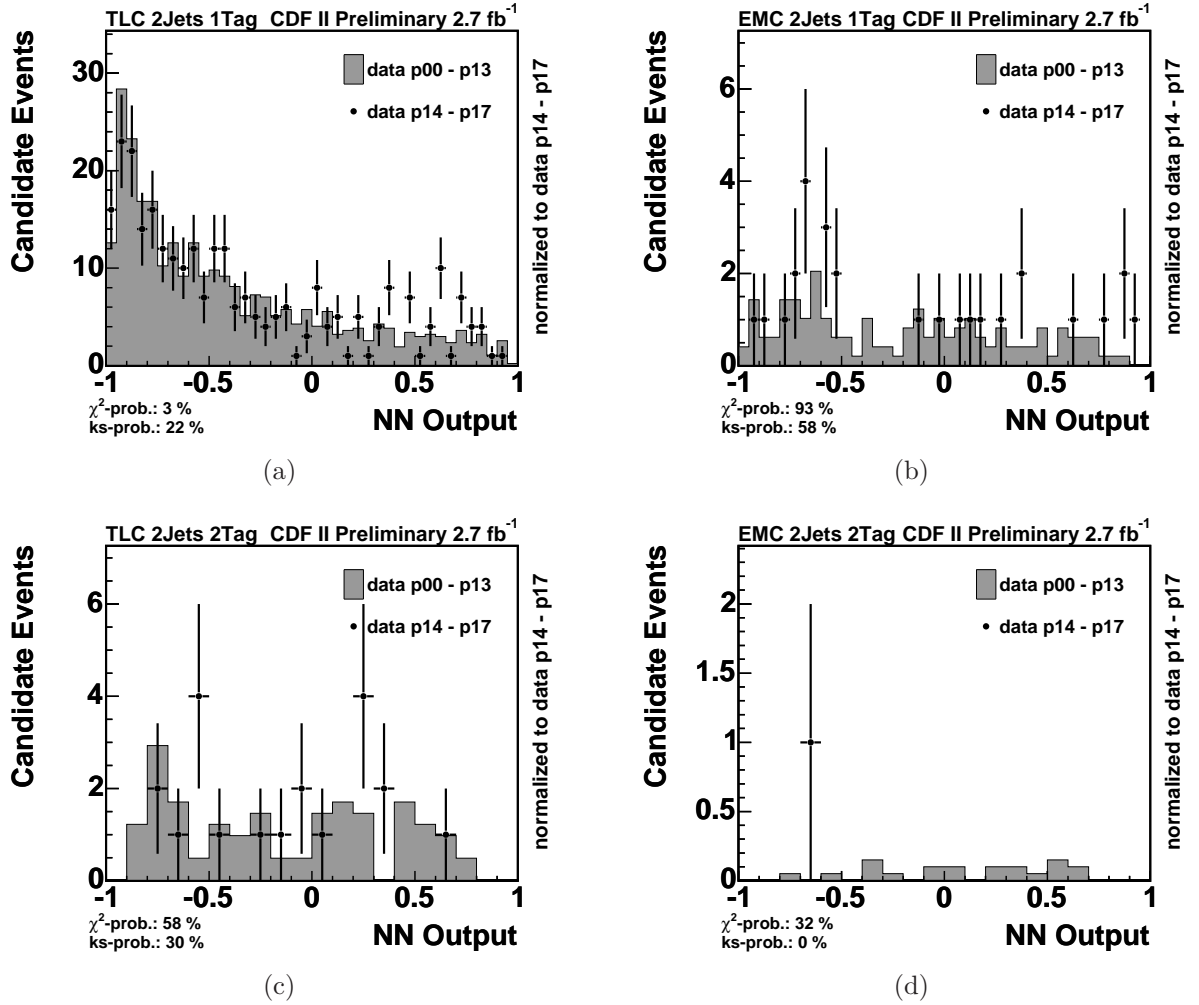 TLC 2Jets 1Tag CDF II Preliminary 2.7 fb⁻¹
Candidate Events
30
20
10
0
data p00 - p13
data p14 - p17
normalized to data p14 - p17
-1 -0.5 0 0.5 1
χ²-prob.: 3 %
ks-prob.: 22 %
NN Output
(a)
EMC 2Jets 1Tag CDF II Preliminary 2.7 fb⁻¹
Candidate Events
6
4
2
0
data p00 - p13
data p14 - p17
normalized to data p14 - p17
-1 -0.5 0 0.5 1
χ²-prob.: 93 %
ks-prob.: 58 %
NN Output
(b)
TLC 2Jets 2Tag CDF II Preliminary 2.7 fb⁻¹
Candidate Events
6
4
2
0
data p00 - p13
data p14 - p17
normalized to data p14 - p17
-1 -0.5 0 0.5 1
χ²-prob.: 58 %
ks-prob.: 30 %
NN Output
(c)
EMC 2Jets 2Tag CDF II Preliminary 2.7 fb⁻¹
Candidate Events
2
1.5
1
0.5
0
data p00 - p13
data p14 - p17
normalized to data p14 - p17
-1 -0.5 0 0.5 1
χ²-prob.: 32 %
ks-prob.: 0 %
NN Output
(d)